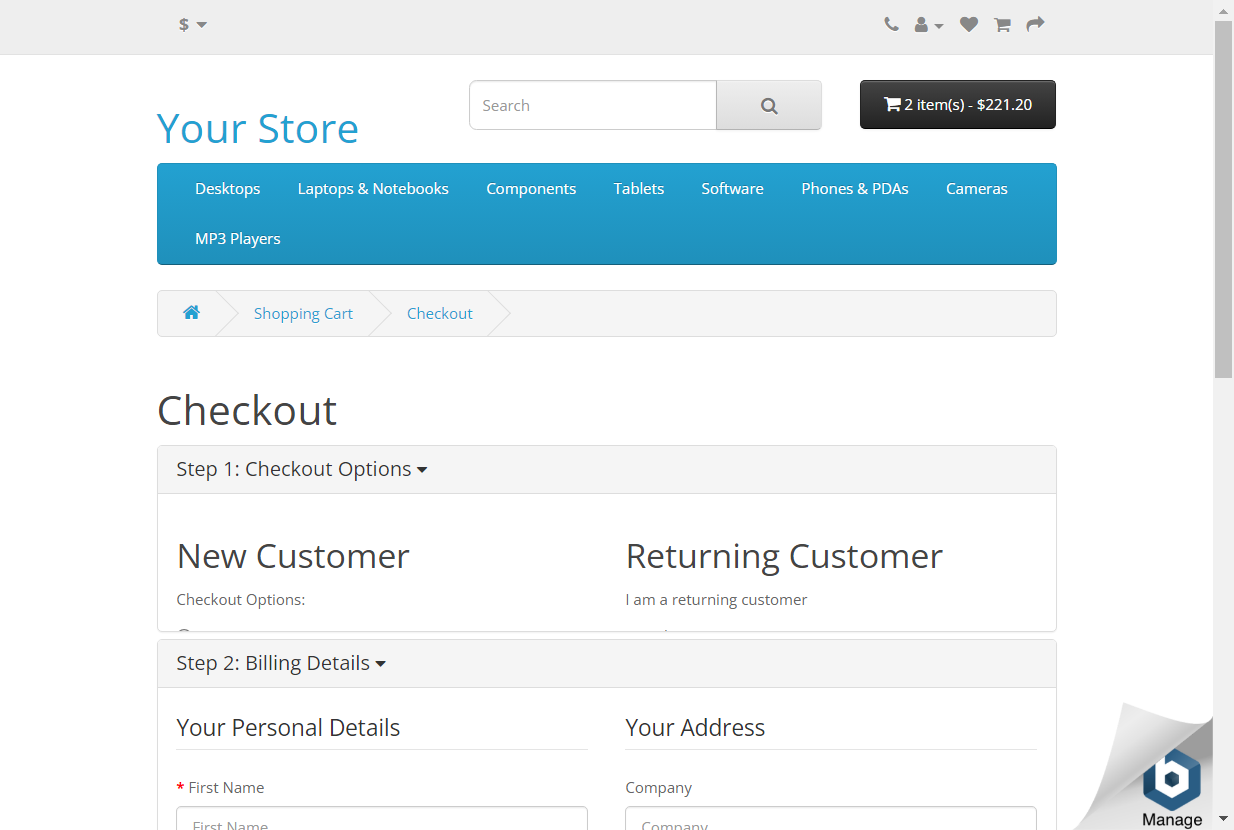 $
Search
2 item(s) - $221.20
Your Store
Desktops
Laptops & Notebooks
Components
Tablets
Software
Phones & PDAs
Cameras
MP3 Players
Shopping Cart
Checkout
Checkout
Step 1: Checkout Options
New Customer
Returning Customer
Checkout Options:
I am a returning customer
Step 2: Billing Details
Your Personal Details
Your Address
* First Name
Company
First Name
Company
b
Manage